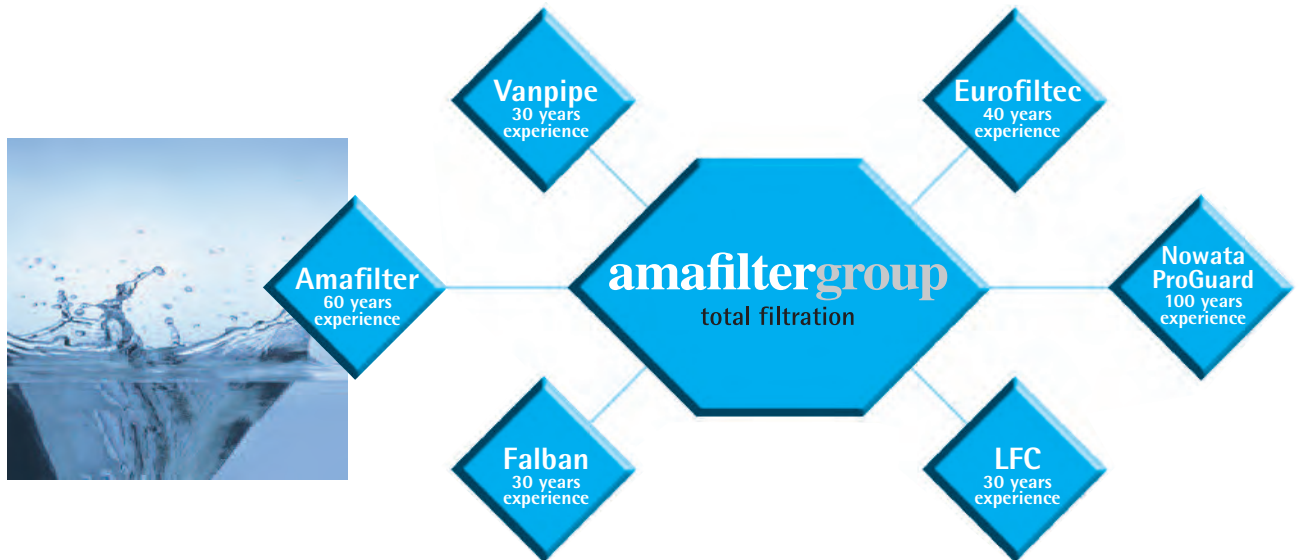 Vanpipe
30 years
experience
Eurofiltec
40 years
experience
Amafilter
60 years
experience
amafiltergroup
total filtration
Nowata
ProGuard
100 years
experience
Falban
30 years
experience
LFC
30 years
experience